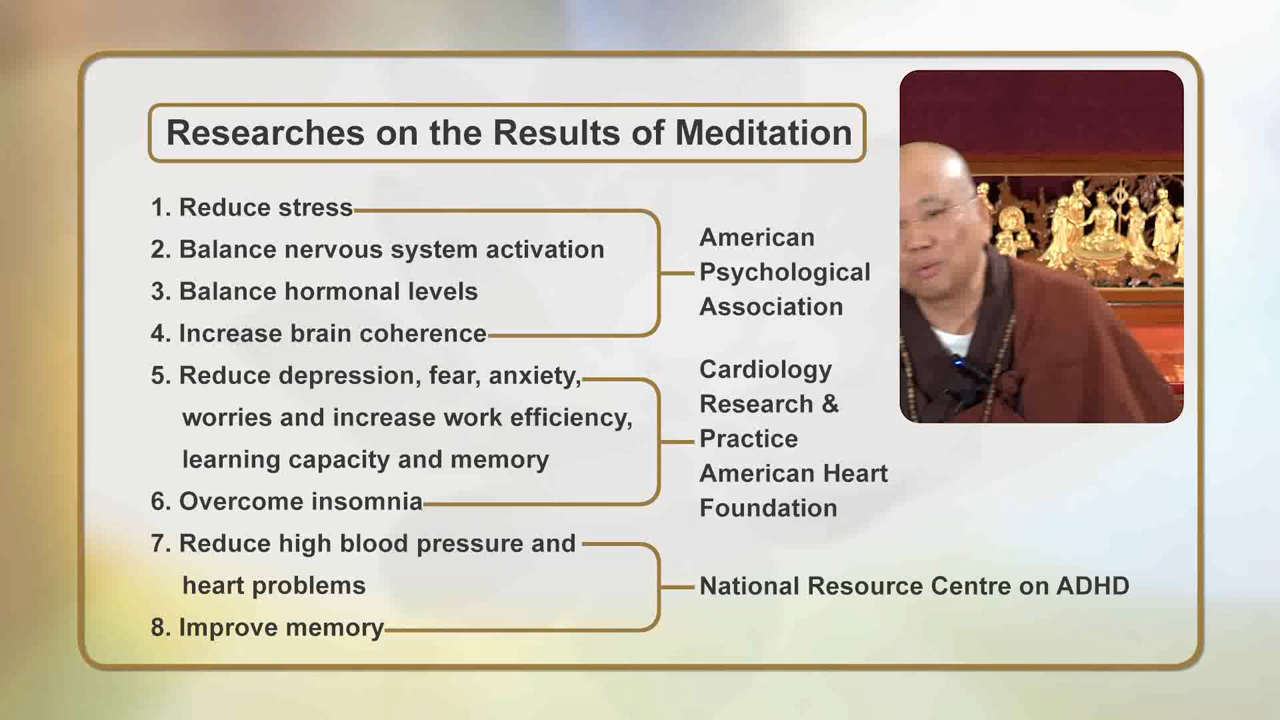 Researches on the Results of Meditation
1. Reduce stress
2. Balance nervous system activation
3. Balance hormonal levels
4. Increase brain coherence
American
Psychological
Association
5. Reduce depression, fear, anxiety,
worries and increase work efficiency,
learning capacity and memory
6. Overcome insomnia
Cardiology
Research &
Practice
American Heart
Foundation
7. Reduce high blood pressure and
heart problems
8. Improve memory
National Resource Centre on ADHD